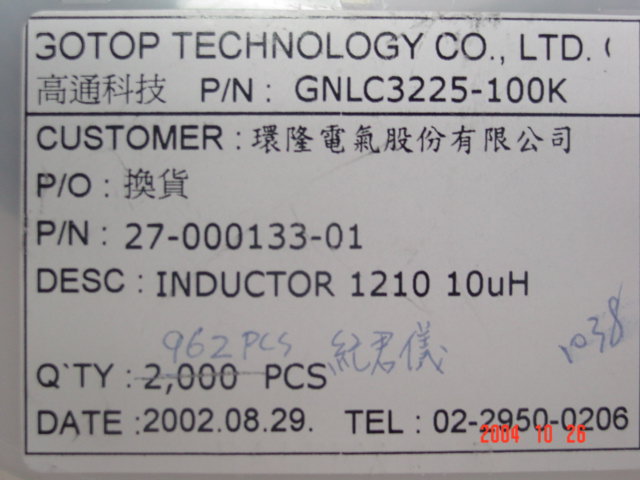 GOTOP TECHNOLOGY CO., LTD. (
高通科技 P/N : GNLC3225-100K
CUSTOMER : 環隆電氣股份有限公司
P/O : 換貨
P/N : 27-000133-01
DESC : INDUCTOR 1210 10uH
962 PCS 紀君儀 1038
Q`TY : 2,000 PCS
DATE : 2002.08.29. TEL : 02-2950-0206
2004 10 26